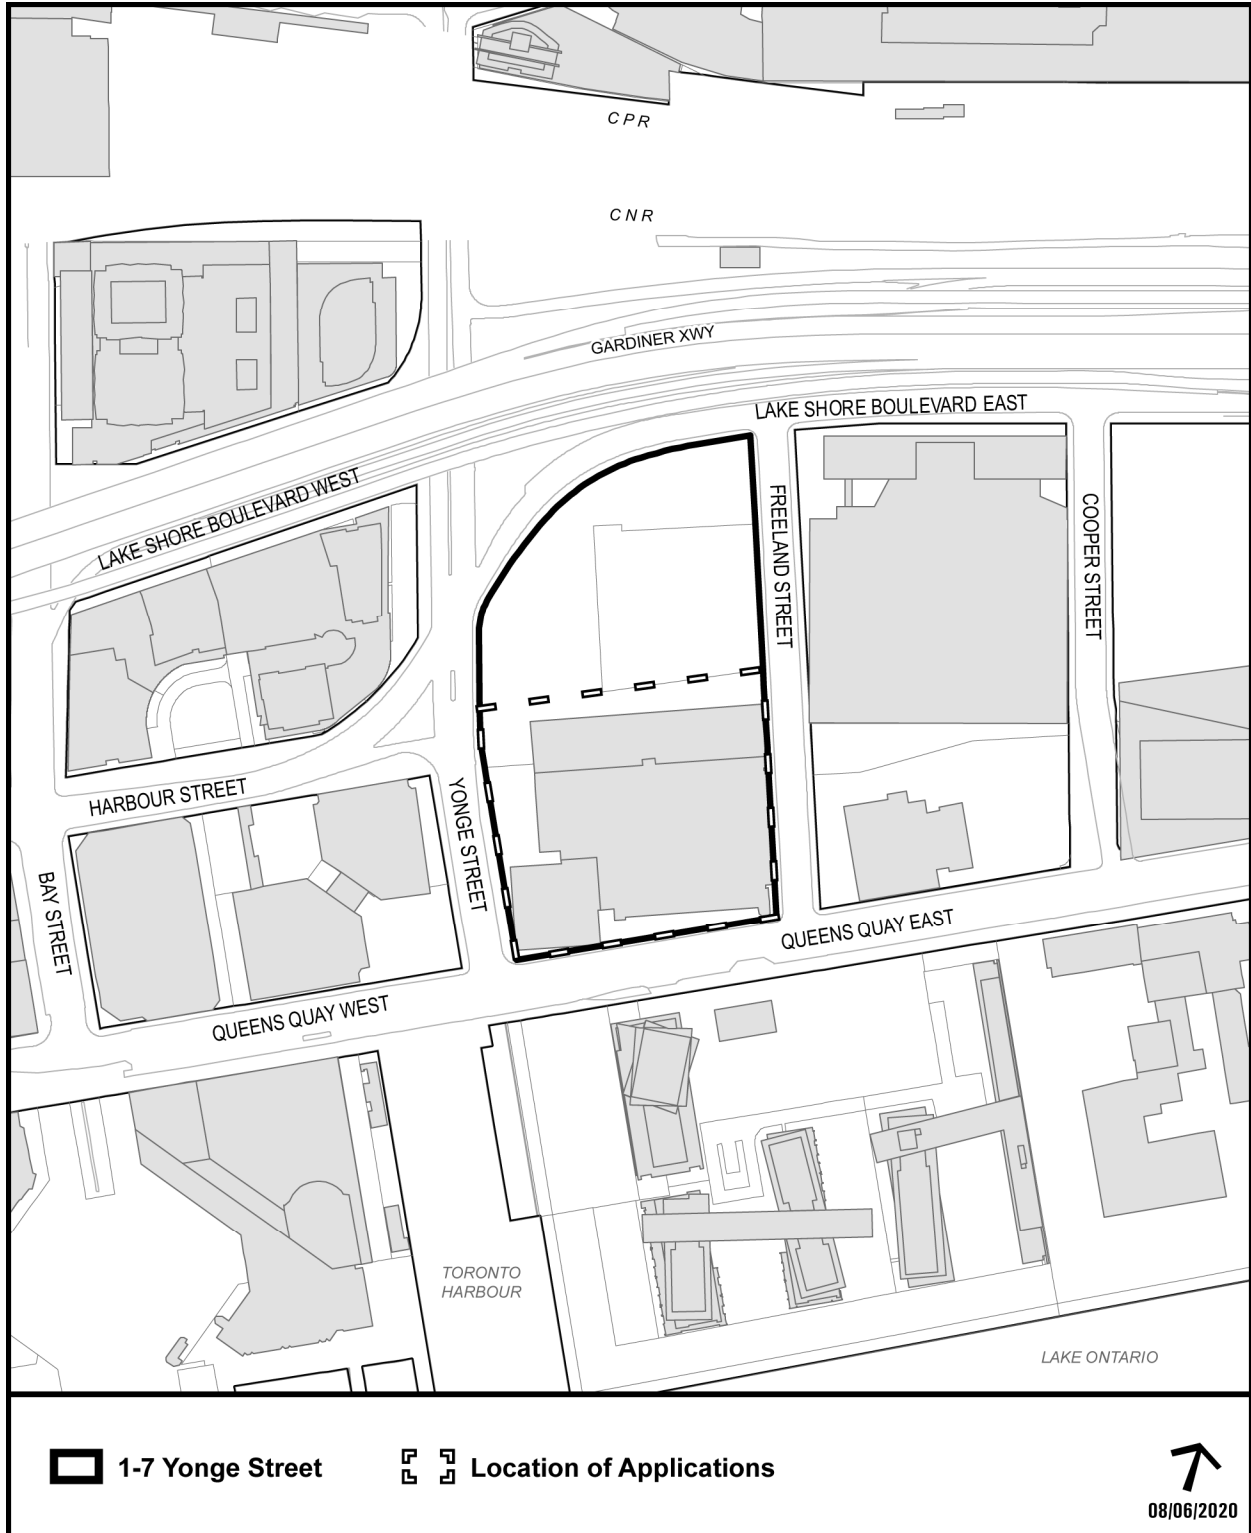 CPR
CNR
GARDINER XWY
LAKE SHORE BOULEVARD EAST
LAKE SHORE BOULEVARD WEST
FREELAND STREET
COOPER STREET
HARBOUR STREET
YONGE STREET
BAY STREET
QUEENS QUAY EAST
QUEENS QUAY WEST
TORONTO
HARBOUR
LAKE ONTARIO
1-7 Yonge Street
Location of Applications
08/06/2020